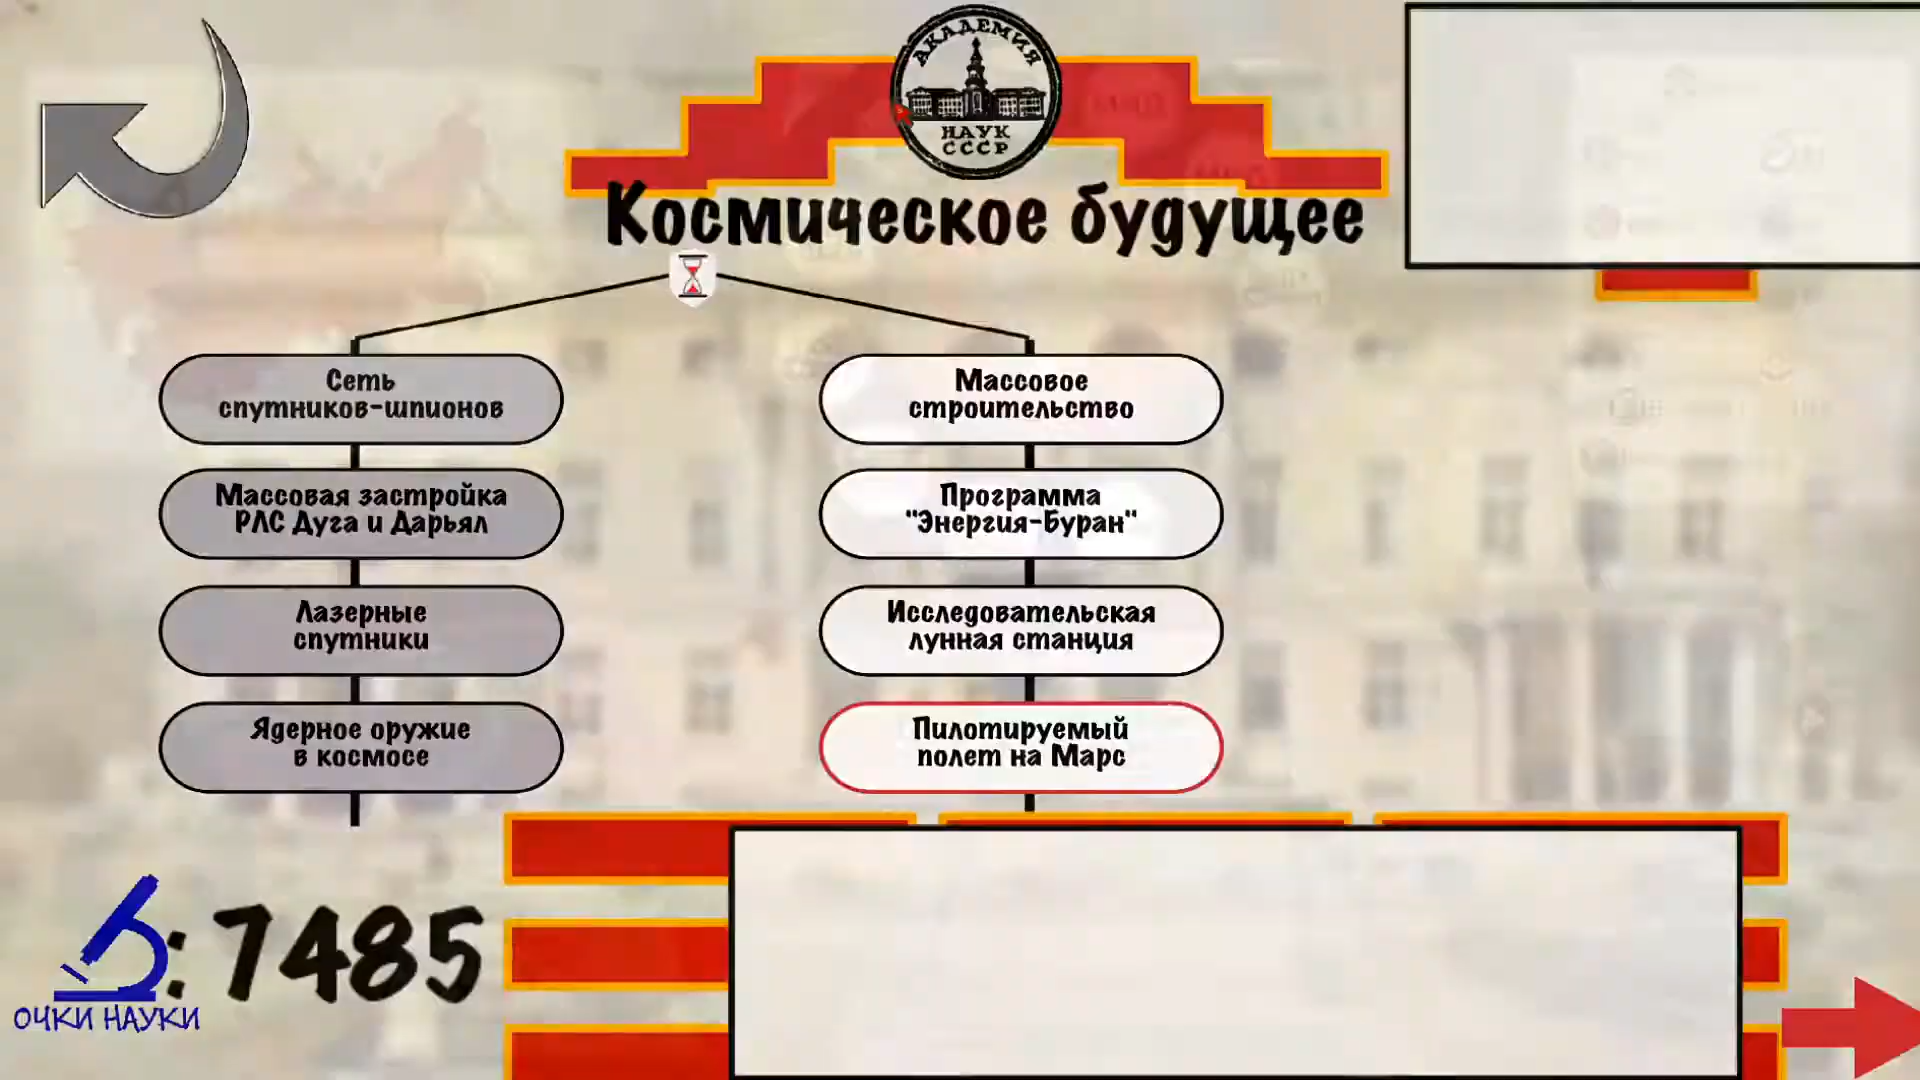 АКАДЕМИЯ
НАУК
СССР
Космическое будущее
Сеть
спутников-шпионов
Массовая застройка
РЛС Дуга и Дарьял
Лазерные
спутники
Ядерное оружие
в космосе
Массовое
строительство
Программа
"Энергия-Буран"
Исследовательская
лунная станция
Пилотируемый
полет на Марс
: 7485
ОЧКИ НАУКИ